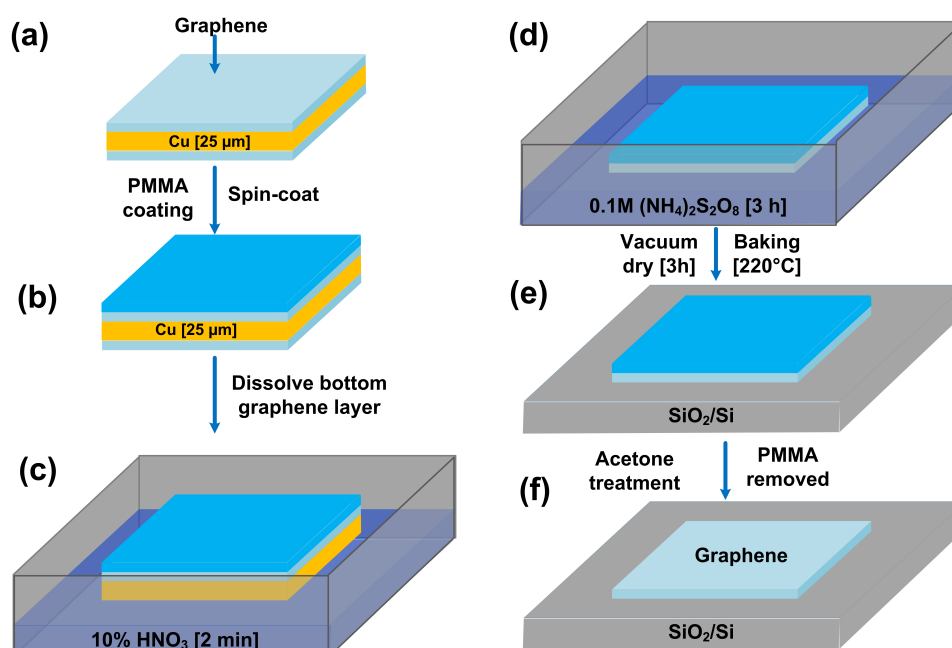 (a)
Graphene
Cu [25 µm]
PMMA
coating
Spin-coat
(b)
Cu [25 µm]
Dissolve bottom
graphene layer
(c)
10% HNO₃ [2 min]
(d)
0.1M (NH₄)₂S₂O₈ [3 h]
Vacuum
dry [3h]
Baking
[220°C]
(e)
SiO₂/Si
Acetone
treatment
PMMA
removed
(f)
Graphene
SiO₂/Si